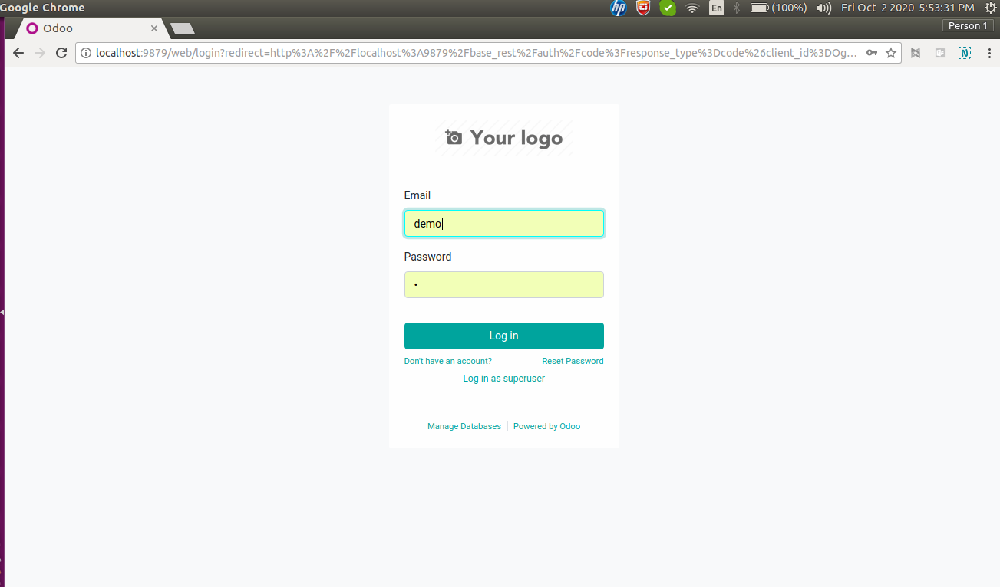 Google Chrome
hp En (100%) Fri Oct 2 2020 5:53:31 PM
Odoo Person 1
localhost:9879/web/login?redirect=http%3A%2F%2Flocalhost%3A9879%2Fbase_rest%2Fauth%2Fcode%3Fresponse_type%3Dcode%26client_id%3DOg... N
Your logo
Email
demo
Password
Log in
Don't have an account? Reset Password
Log in as superuser
Manage Databases Powered by Odoo